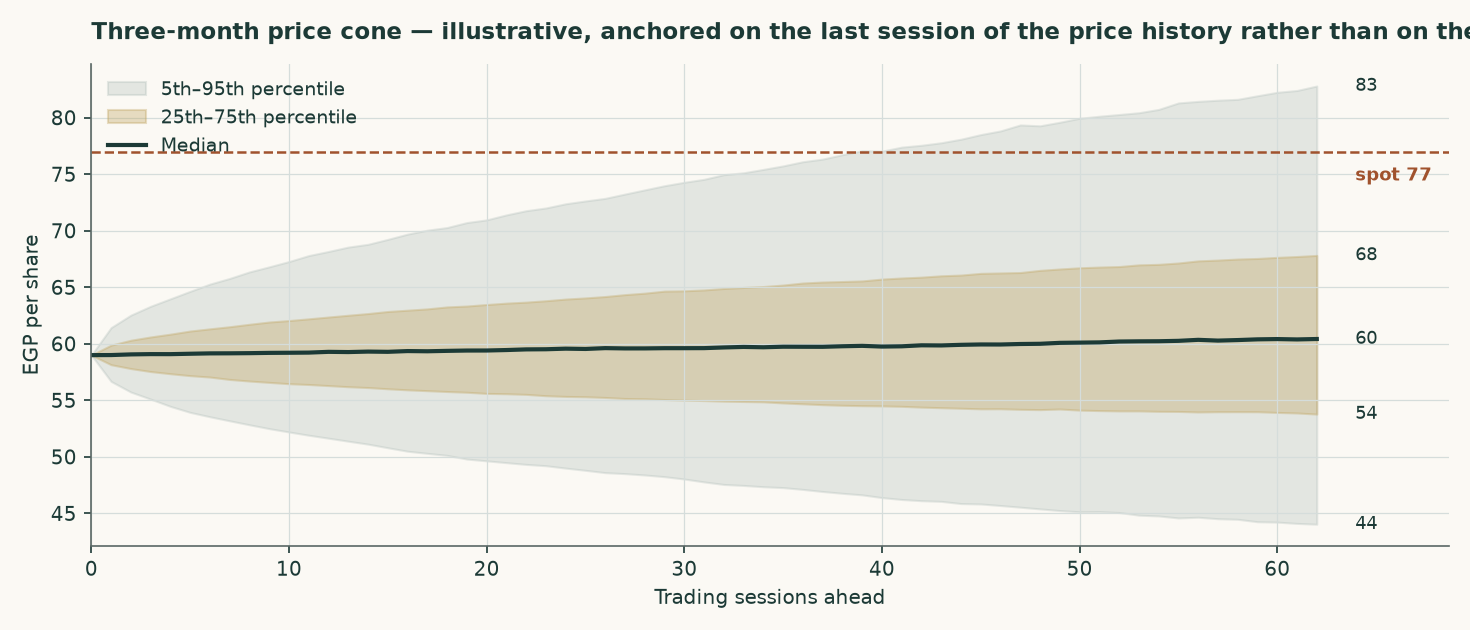 Three-month price cone — illustrative, anchored on the last session of the price history rather than on the
5th–95th percentile
25th–75th percentile
Median
80
75
70
65
60
55
50
45
EGP per share
83
spot 77
68
60
54
44
0 10 20 30 40 50 60
Trading sessions ahead